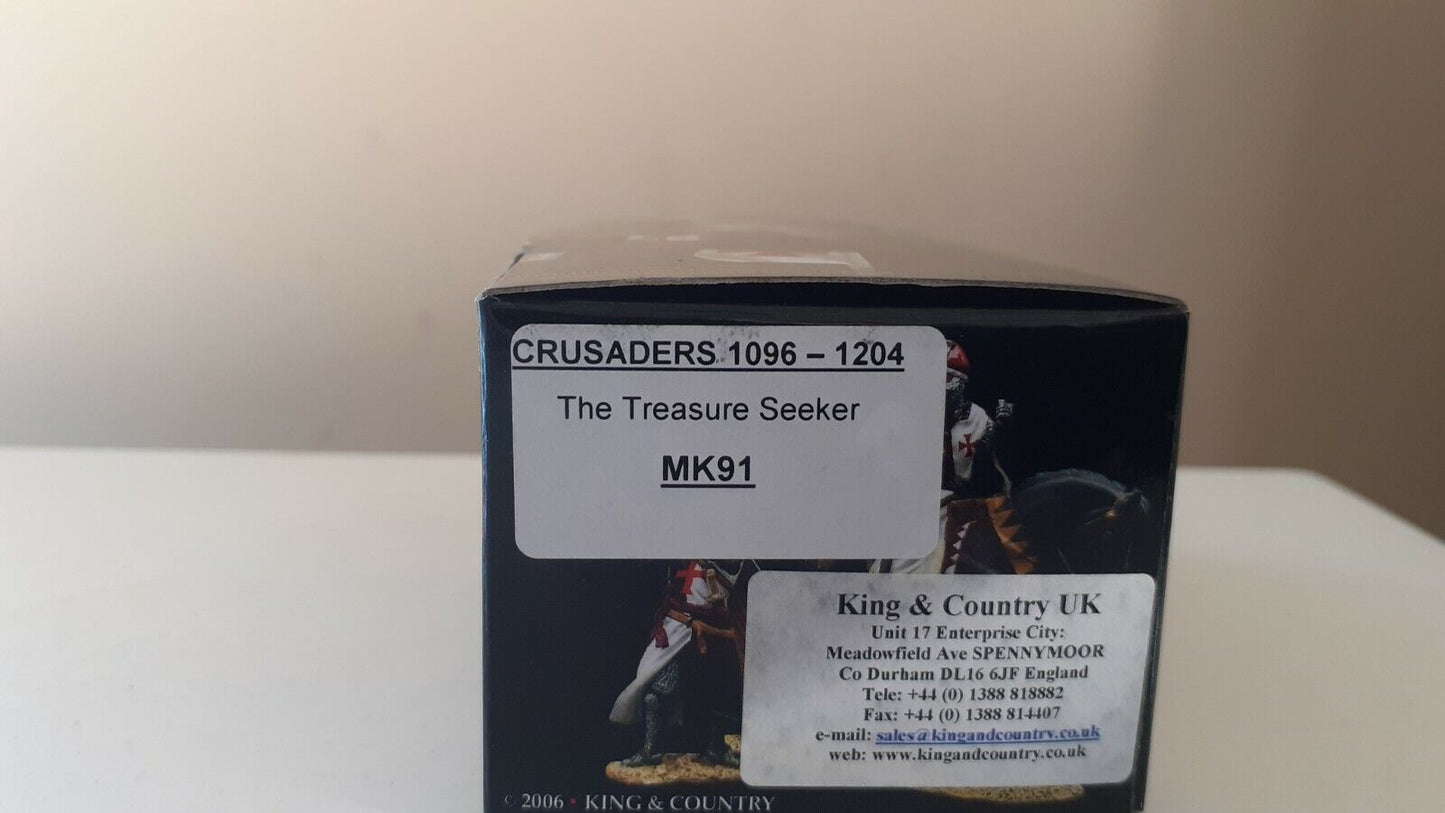 CRUSADERS 1096 – 1204
The Treasure Seeker
MK91
King & Country UK
Unit 17 Enterprise City:
Meadowfield Ave SPENNYMOOR
Co Durham DL16 6JF England
Tele: +44 (0) 1388 818882
Fax: +44 (0) 1388 814407
e-mail: sales@kingandcountry.co.uk
web: www.kingandcountry.co.uk
© 2006 • KING & COUNTRY